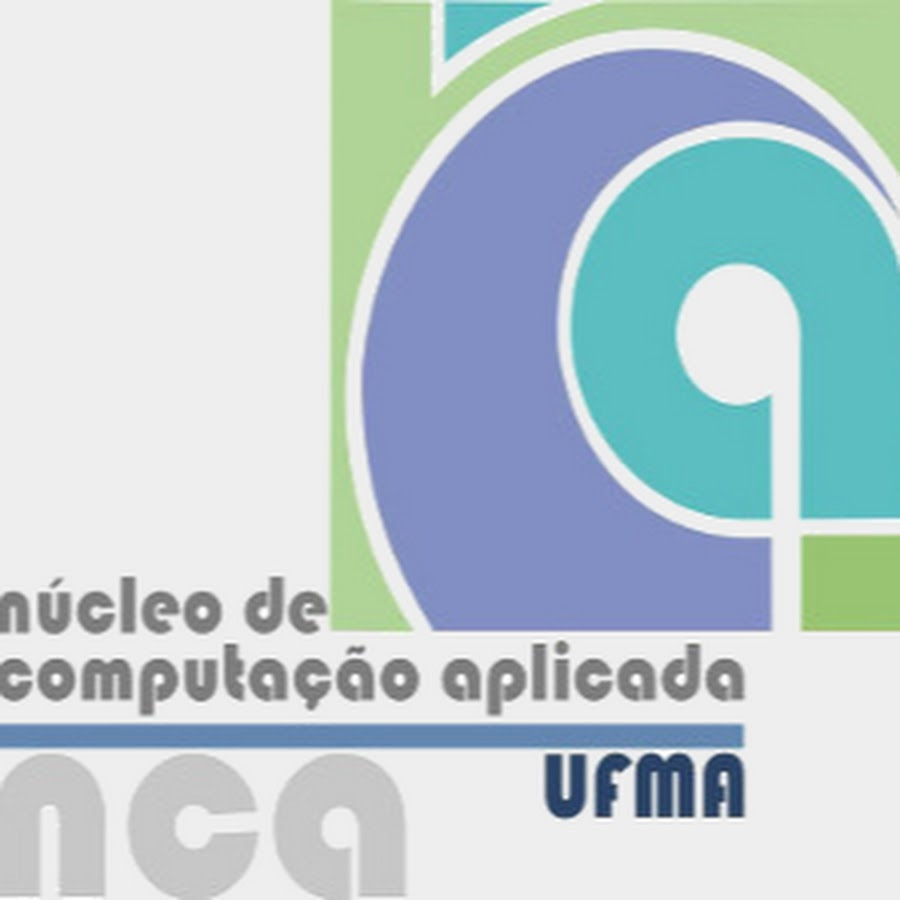 núcleo de
computação aplicada
UFMA
nca